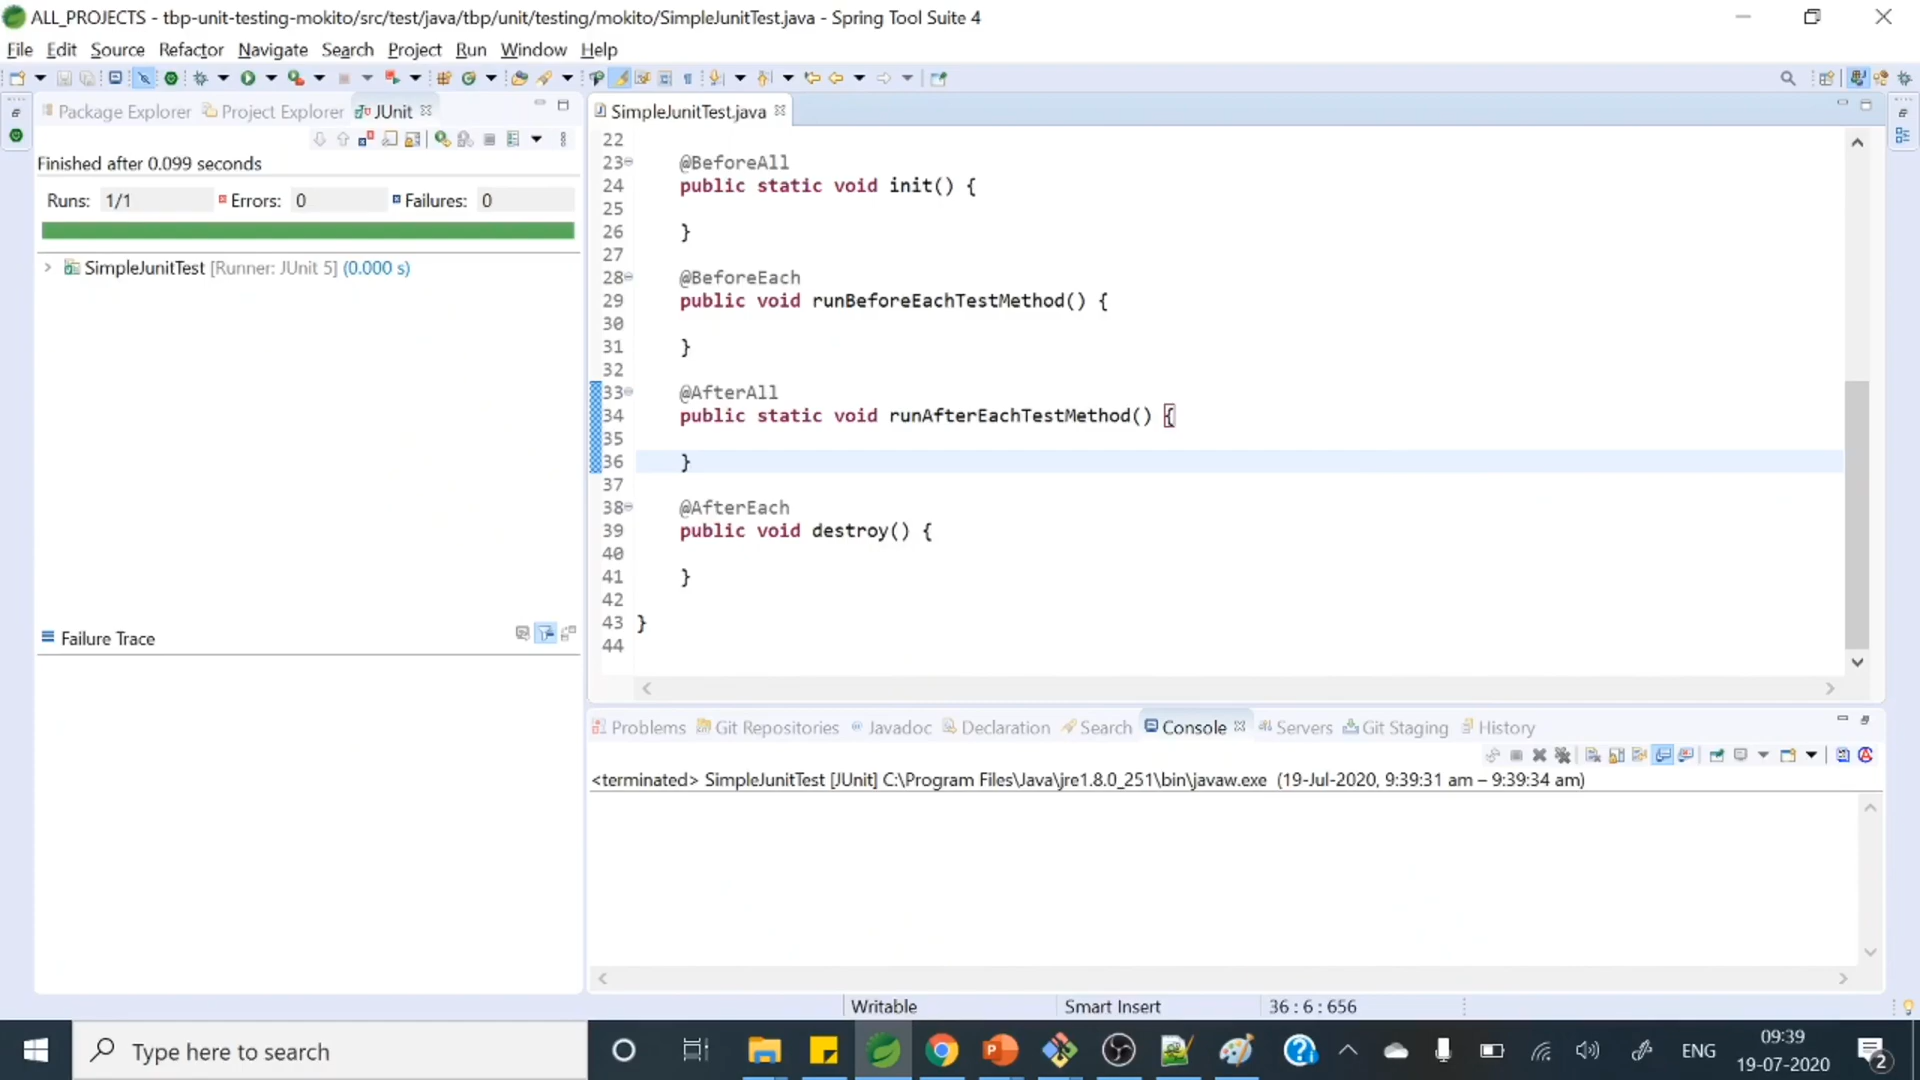 ALL_PROJECTS - tbp-unit-testing-mokito/src/test/java/tbp/unit/testing/mokito/SimpleJunitTest.java - Spring Tool Suite 4
File Edit Source Refactor Navigate Search Project Run Window Help
Package Explorer Project Explorer JUnit
Finished after 0.099 seconds
Runs: 1/1 Errors: 0 Failures: 0
SimpleJunitTest [Runner: JUnit 5] (0.000 s)
Failure Trace
SimpleJunitTest.java
22
23 @BeforeAll
24 public static void init() {
25
26 }
27
28 @BeforeEach
29 public void runBeforeEachTestMethod() {
30
31 }
32
33 @AfterAll
34 public static void runAfterEachTestMethod() {
35
36 }
37
38 @AfterEach
39 public void destroy() {
40
41 }
42
43 }
44
Problems Git Repositories Javadoc Declaration Search Console Servers Git Staging History
<terminated> SimpleJunitTest [JUnit] C:\Program Files\Java\jre1.8.0_251\bin\javaw.exe (19-Jul-2020, 9:39:31 am – 9:39:34 am)
Writable Smart Insert 36 : 6 : 656
Type here to search
ENG
09:39
19-07-2020
2